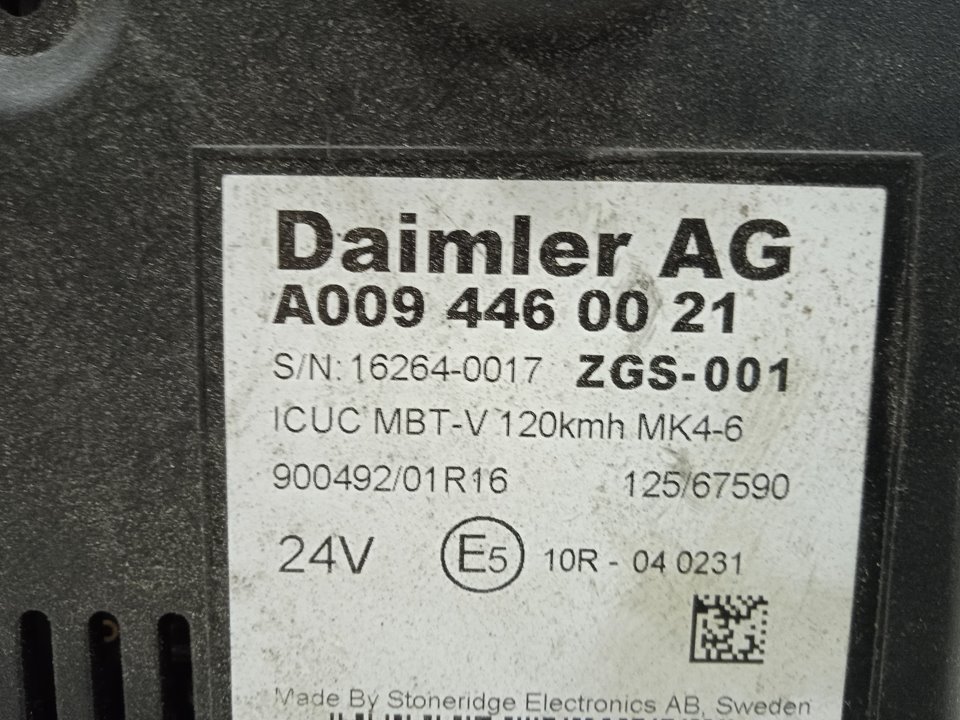 Daimler AG
A009 446 00 21
S/N: 16264-0017 ZGS-001
ICUC MBT-V 120kmh MK4-6
900492/01R16 125/67590
24V E5 10R - 04 0231
Made By Stoneridge Electronics AB, Sweden